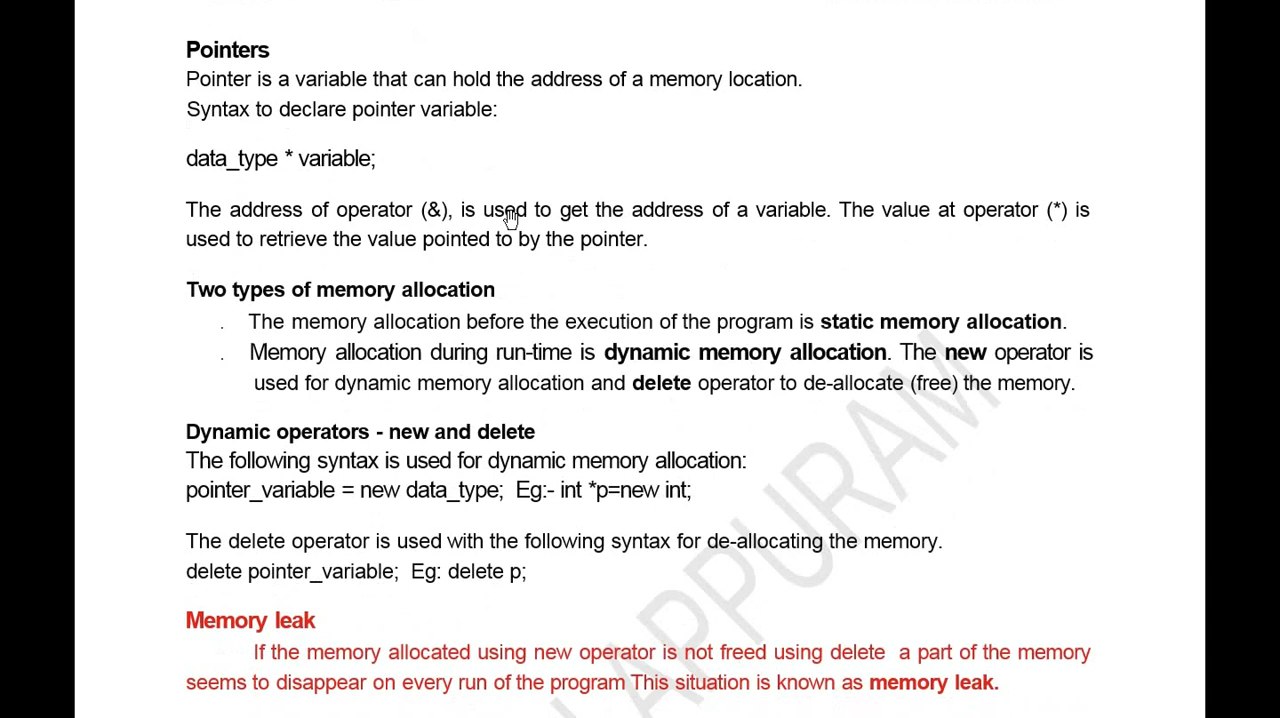 Pointers
Pointer is a variable that can hold the address of a memory location.
Syntax to declare pointer variable:
data_type * variable;
The address of operator (&), is used to get the address of a variable. The value at operator (*) is
used to retrieve the value pointed to by the pointer.
Two types of memory allocation
. The memory allocation before the execution of the program is static memory allocation.
. Memory allocation during run-time is dynamic memory allocation. The new operator is
used for dynamic memory allocation and delete operator to de-allocate (free) the memory.
Dynamic operators - new and delete
The following syntax is used for dynamic memory allocation:
pointer_variable = new data_type; Eg:- int *p=new int;
The delete operator is used with the following syntax for de-allocating the memory.
delete pointer_variable; Eg: delete p;
Memory leak
If the memory allocated using new operator is not freed using delete a part of the memory
seems to disappear on every run of the program This situation is known as memory leak.